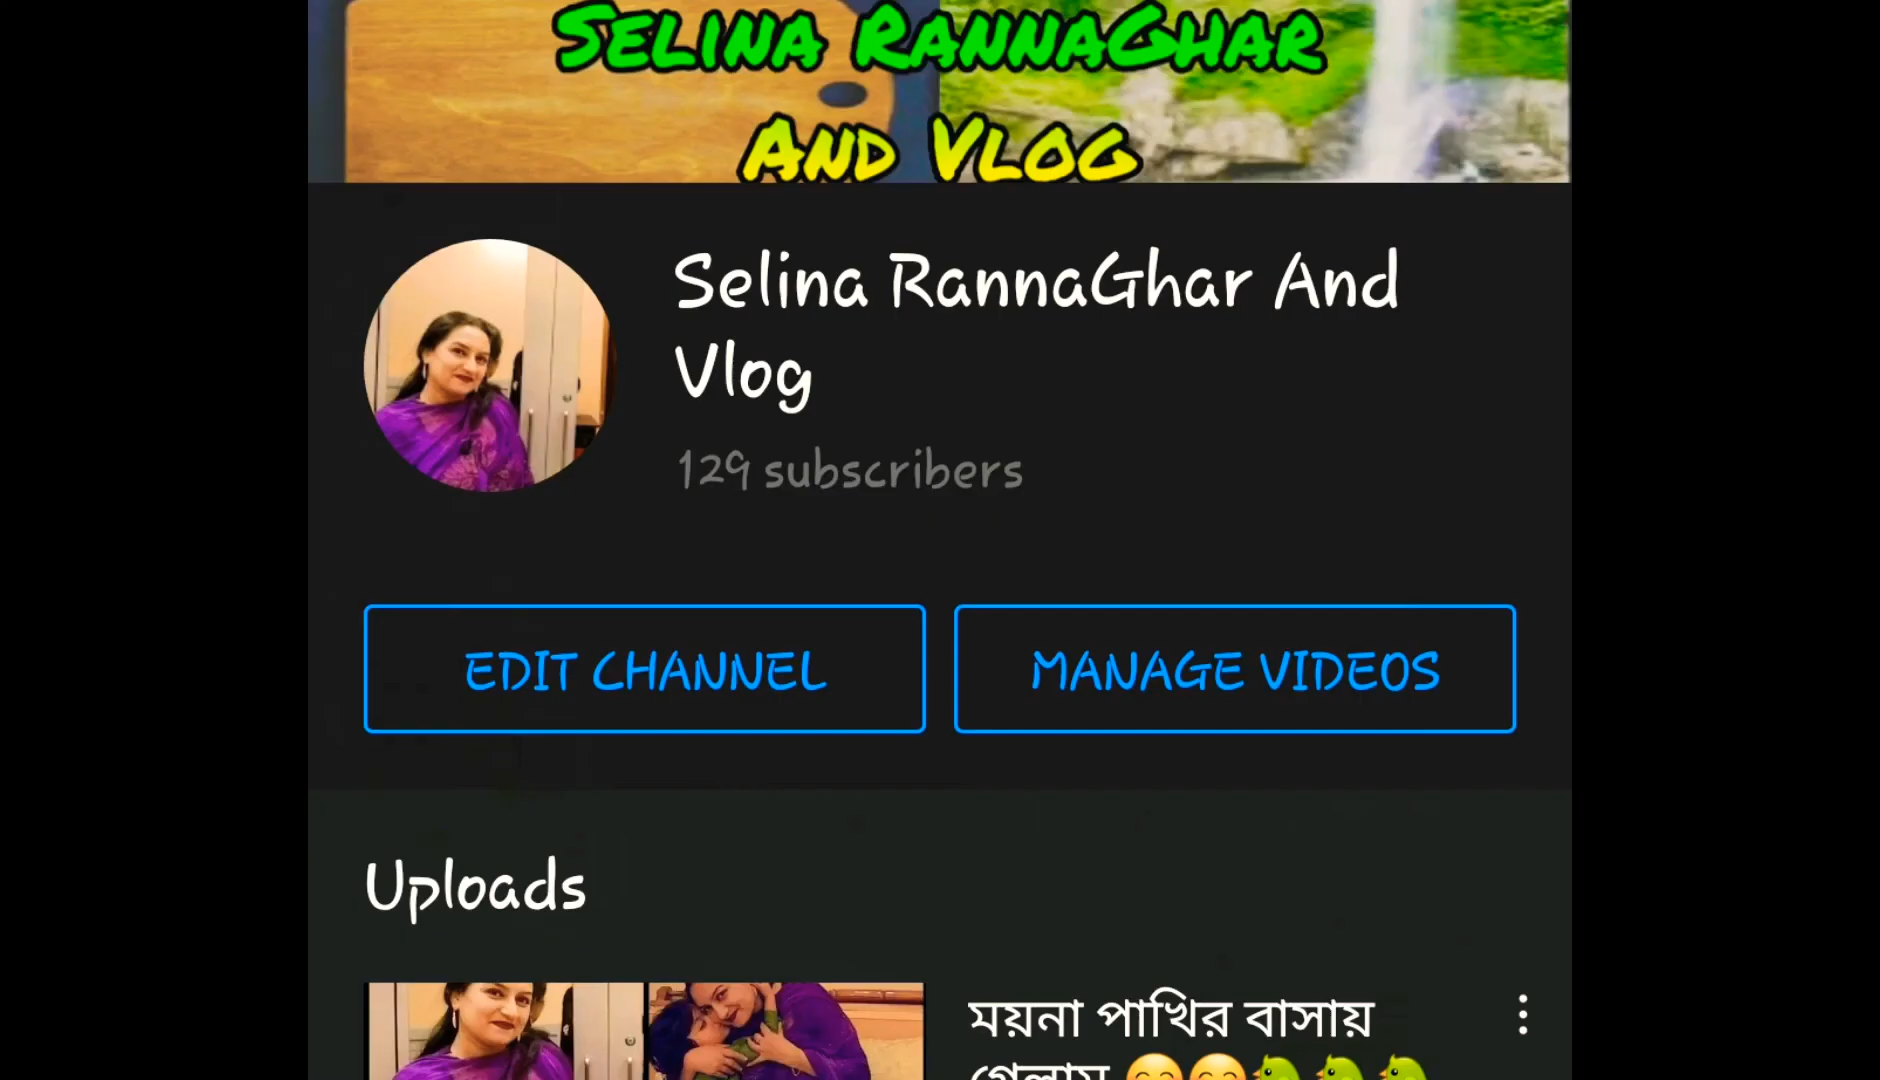 SELINA RANNAGHAR
AND VLOG
Selina RannaGhar And
Vlog
129 subscribers
EDIT CHANNEL
MANAGE VIDEOS
Uploads
ময়না পাখির বাসায়
গেলাম 😊😊🦜🦜🦜